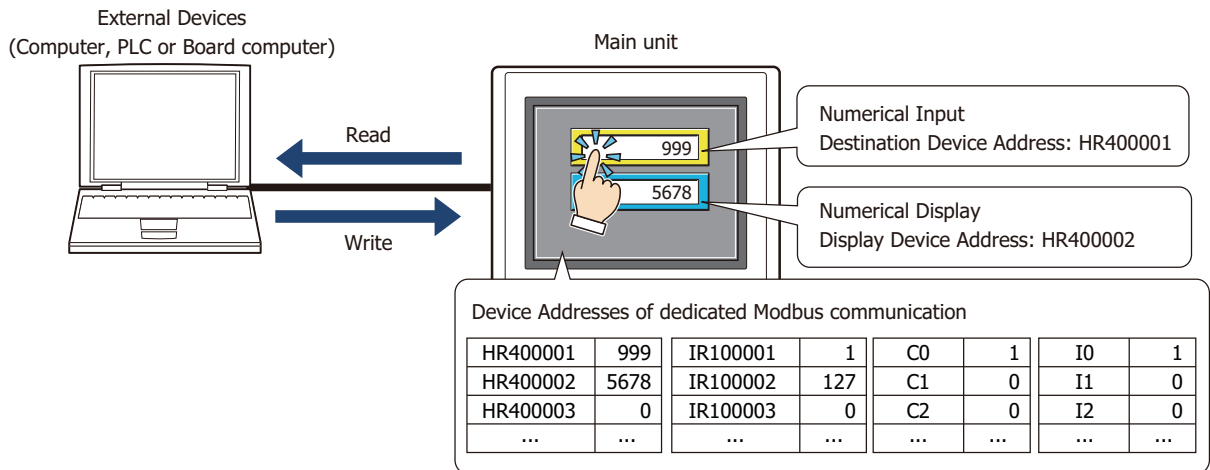 External Devices
(Computer, PLC or Board computer)
Main unit
Read
Write
999
5678
Numerical Input
Destination Device Address: HR400001
Numerical Display
Display Device Address: HR400002
Device Addresses of dedicated Modbus communication
HR400001 999 IR100001 1 C0 1 I0 1
HR400002 5678 IR100002 127 C1 0 I1 0
HR400003 0 IR100003 0 C2 0 I2 0
... ... ... ... ... ... ... ...